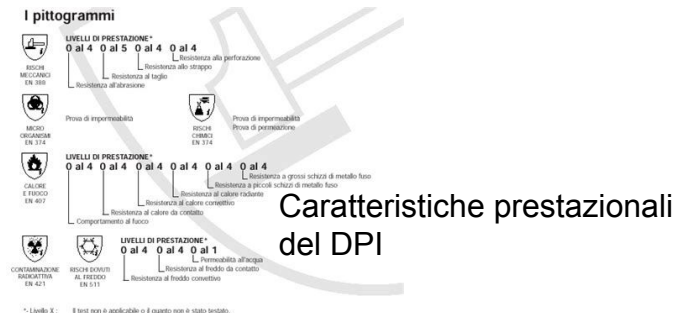 I pittogrammi
LIVELLI DI PRESTAZIONE*
0 al 4 0 al 5 0 al 4 0 al 4
Resistenza alla perforazione
Resistenza allo strappo
Resistenza al taglio
Resistenza all'abrasione
RISCHI
MECCANICI
EN 388
Prova di impermeabilità
MICRO
ORGANISMI
EN 374
Prova di impermeabilità
Prova di permeazione
RISCHI
CHIMICI
EN 374
LIVELLI DI PRESTAZIONE*
0 al 4 0 al 4 0 al 4 0 al 4 0 al 4 0 al 4
Resistenza a grossi schizzi di metallo fuso
Resistenza a piccoli schizzi di metallo fuso
Resistenza al calore radiante
Resistenza al calore convettivo
Resistenza al calore da contatto
Comportamento al fuoco
CALORE
E FUOCO
EN 407
Caratteristiche prestazionali
del DPI
LIVELLI DI PRESTAZIONE*
0 al 4 0 al 4 0 al 1
Permeabilità all'acqua
Resistenza al freddo da contatto
Resistenza al freddo convettivo
CONTAMINAZIONE
RADIOATTIVA
EN 421
RISCHI DOVUTI
AL FREDDO
EN 511
*- Livello X : Il test non è applicabile o il guanto non è stato testato.